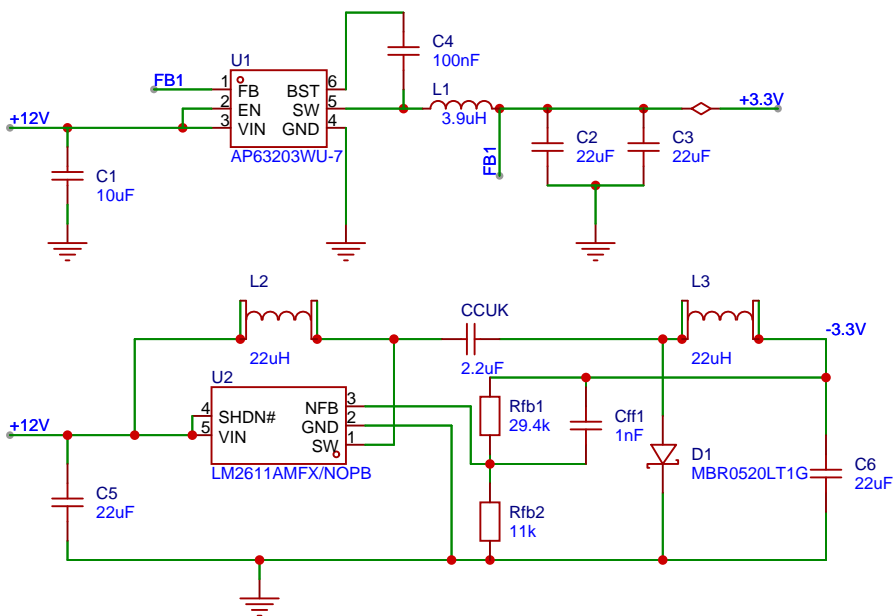 C4
100nF
U1
FB1
1
2
3
FB
EN
VIN
BST
SW
GND
6
5
4
AP63203WU-7
L1
3.9uH
+12V
+3.3V
C1
10uF
FB1
C2
22uF
C3
22uF
L2
22uH
CCUK
2.2uF
L3
22uH
-3.3V
U2
4
5
SHDN#
VIN
NFB
GND
SW
3
2
1
LM2611AMFX/NOPB
+12V
Rfb1
29.4k
Cff1
1nF
D1
MBR0520LT1G
C6
22uF
C5
22uF
Rfb2
11k